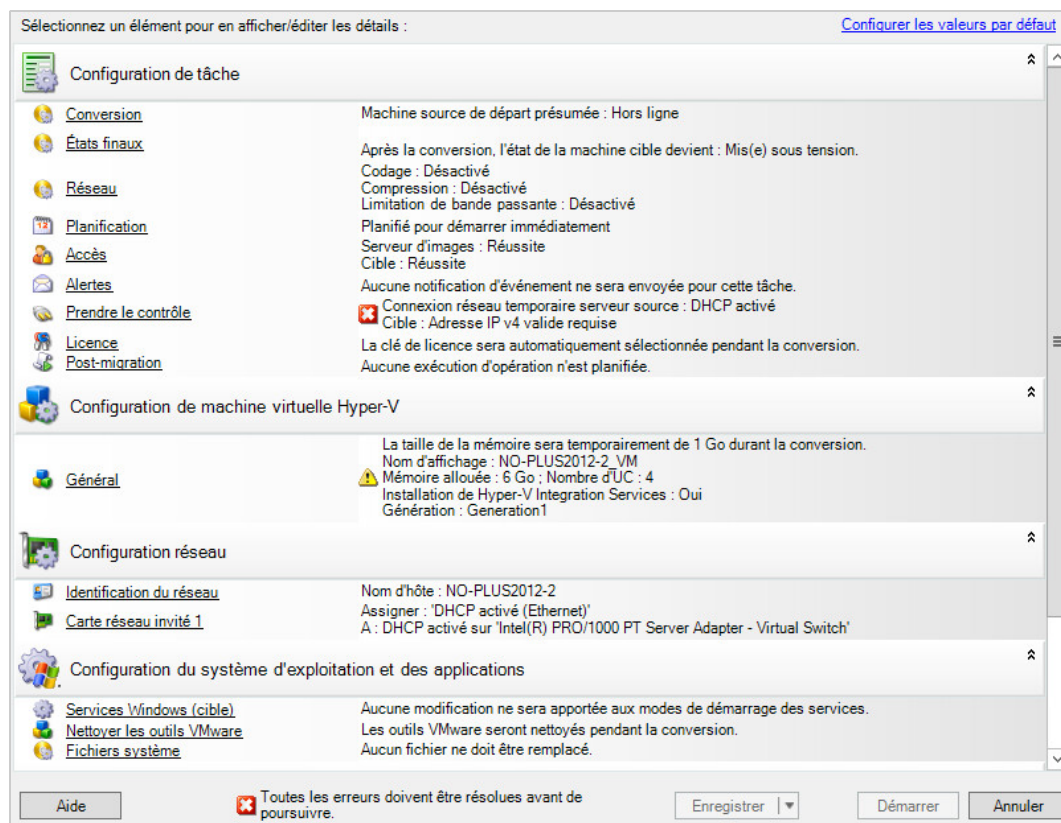 Sélectionnez un élément pour en afficher/éditer les détails :
Configurer les valeurs par défaut
Configuration de tâche
Conversion
Machine source de départ présumée : Hors ligne
États finaux
Après la conversion, l'état de la machine cible devient : Mis(e) sous tension.
Réseau
Codage : Désactivé
Compression : Désactivé
Limitation de bande passante : Désactivé
Planification
Planifié pour démarrer immédiatement
Accès
Serveur d'images : Réussite
Cible : Réussite
Alertes
Aucune notification d'événement ne sera envoyée pour cette tâche.
Prendre le contrôle
Connexion réseau temporaire serveur source : DHCP activé
Cible : Adresse IP v4 valide requise
Licence
La clé de licence sera automatiquement sélectionnée pendant la conversion.
Post-migration
Aucune exécution d'opération n'est planifiée.
Configuration de machine virtuelle Hyper-V
Général
La taille de la mémoire sera temporairement de 1 Go durant la conversion.
Nom d'affichage : NO-PLUS2012-2_VM
Mémoire allouée : 6 Go ; Nombre d'UC : 4
Installation de Hyper-V Integration Services : Oui
Génération : Generation1
Configuration réseau
Identification du réseau
Nom d'hôte : NO-PLUS2012-2
Carte réseau invité 1
Assigner : 'DHCP activé (Ethernet)'
A : DHCP activé sur 'Intel(R) PRO/1000 PT Server Adapter - Virtual Switch'
Configuration du système d'exploitation et des applications
Services Windows (cible)
Aucune modification ne sera apportée aux modes de démarrage des services.
Nettoyer les outils VMware
Les outils VMware seront nettoyés pendant la conversion.
Fichiers système
Aucun fichier ne doit être remplacé.
Aide
Toutes les erreurs doivent être résolues avant de
poursuivre.
Enregistrer
Démarrer
Annuler